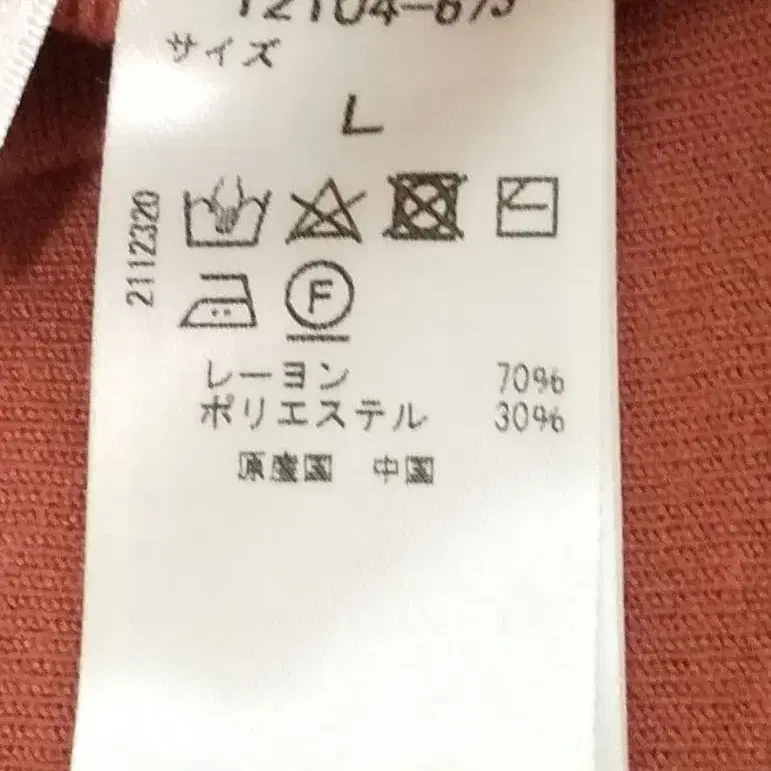 サイズ
L
2112320
F
レーヨン 70%
ポリエステル 30%
原産国 中国